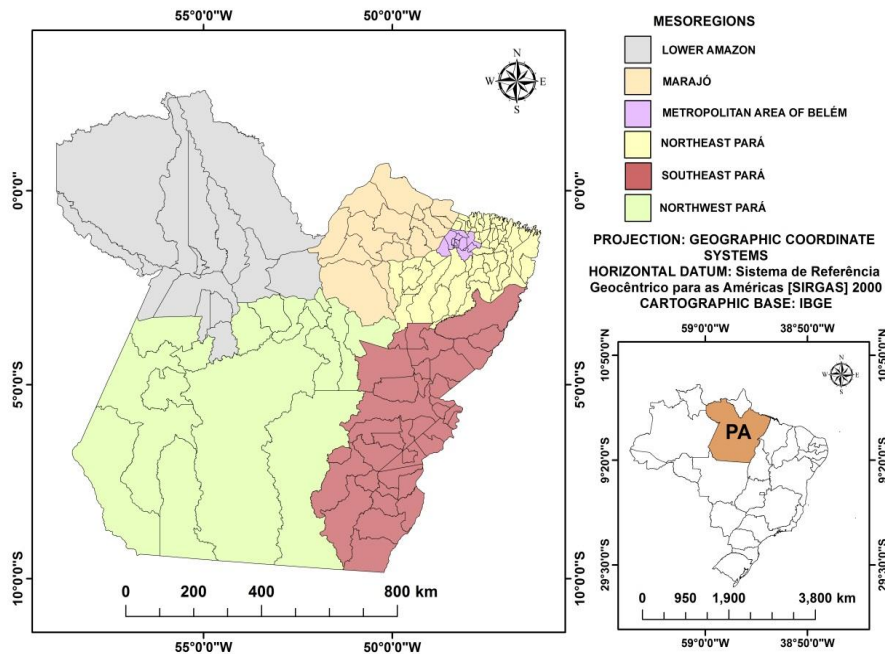 55°0'0"W 50°0'0"W
N
W E
S
0°0'0"
5°0'0"S
10°0'0"S
0°0'0"
5°0'0"S
10°0'0"S
0 200 400 800 km
55°0'0"W 50°0'0"W
MESOREGIONS
LOWER AMAZON
MARAJÓ
METROPOLITAN AREA OF BELÉM
NORTHEAST PARÁ
SOUTHEAST PARÁ
NORTHWEST PARÁ
PROJECTION: GEOGRAPHIC COORDINATE
SYSTEMS
HORIZONTAL DATUM: Sistema de Referência
Geocêntrico para as Américas [SIRGAS] 2000
CARTOGRAPHIC BASE: IBGE
59°0'0"W 38°50'0"W
10°50'0"N
9°20'0"S
29°30'0"S
N
W E
S
PA
10°50'0"N
9°20'0"S
29°30'0"S
0 950 1,900 3,800 km
59°0'0"W 38°50'0"W